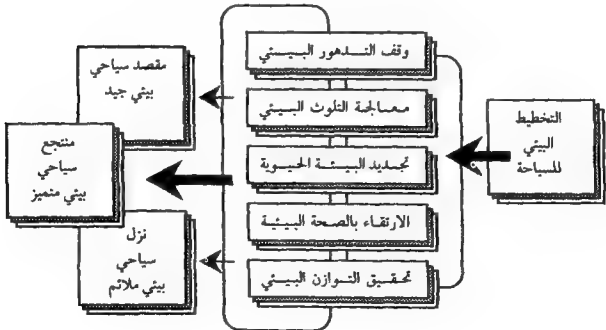 التخطيط
البيئي
للسياحة
وقف التدهور البيئي
معالجة التلوث البيئي
تجديد البيئة الحيوية
الارتقاء بالصحة البيئية
تحقيق التوازن البيئي
مقصد سياحي
بيئي جيد
منتجع
سياحي
بيئي متميز
نزل
سياحي
بيئي ملائم